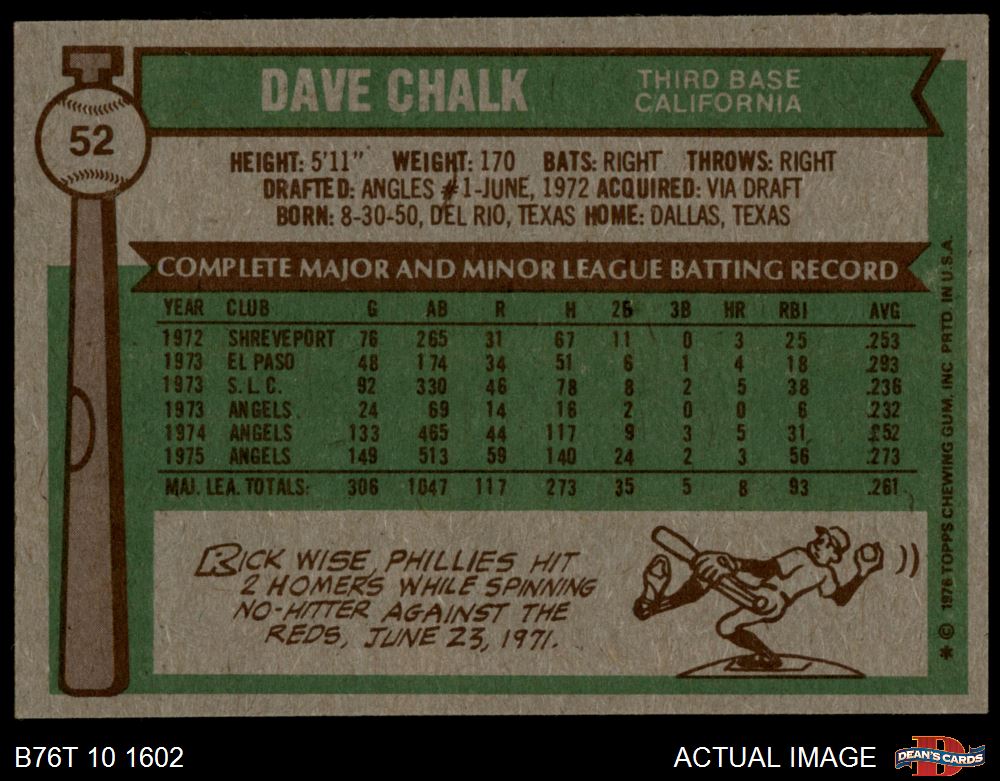 52
DAVE CHALK
THIRD BASE
CALIFORNIA
HEIGHT: 5'11" WEIGHT: 170 BATS: RIGHT THROWS: RIGHT
DRAFTED: ANGLES #1-JUNE, 1972 ACQUIRED: VIA DRAFT
BORN: 8-30-50, DEL RIO, TEXAS HOME: DALLAS, TEXAS
COMPLETE MAJOR AND MINOR LEAGUE BATTING RECORD
YEAR CLUB G AB R H 2B 3B HR RBI AVG
1972 SHREVEPORT 76 265 31 67 11 0 3 25 .253
1973 EL PASO 48 174 34 51 6 1 4 18 .293
1973 S.L.C. 92 330 46 78 8 2 5 38 .236
1973 ANGELS 24 69 14 16 2 0 0 6 .232
1974 ANGELS 133 465 44 117 9 3 5 31 .252
1975 ANGELS 149 513 59 140 24 2 3 56 .273
MAJ. LEA. TOTALS: 306 1047 117 273 35 5 8 93 .261
RICK WISE, PHILLIES HIT
2 HOMERS WHILE SPINNING
NO-HITTER AGAINST THE
REDS, JUNE 23, 1971.
* © 1976 TOPPS CHEWING GUM, INC PRTD. IN U.S.A.
B76T 10 1602
ACTUAL IMAGE
D
DEAN'S CARDS